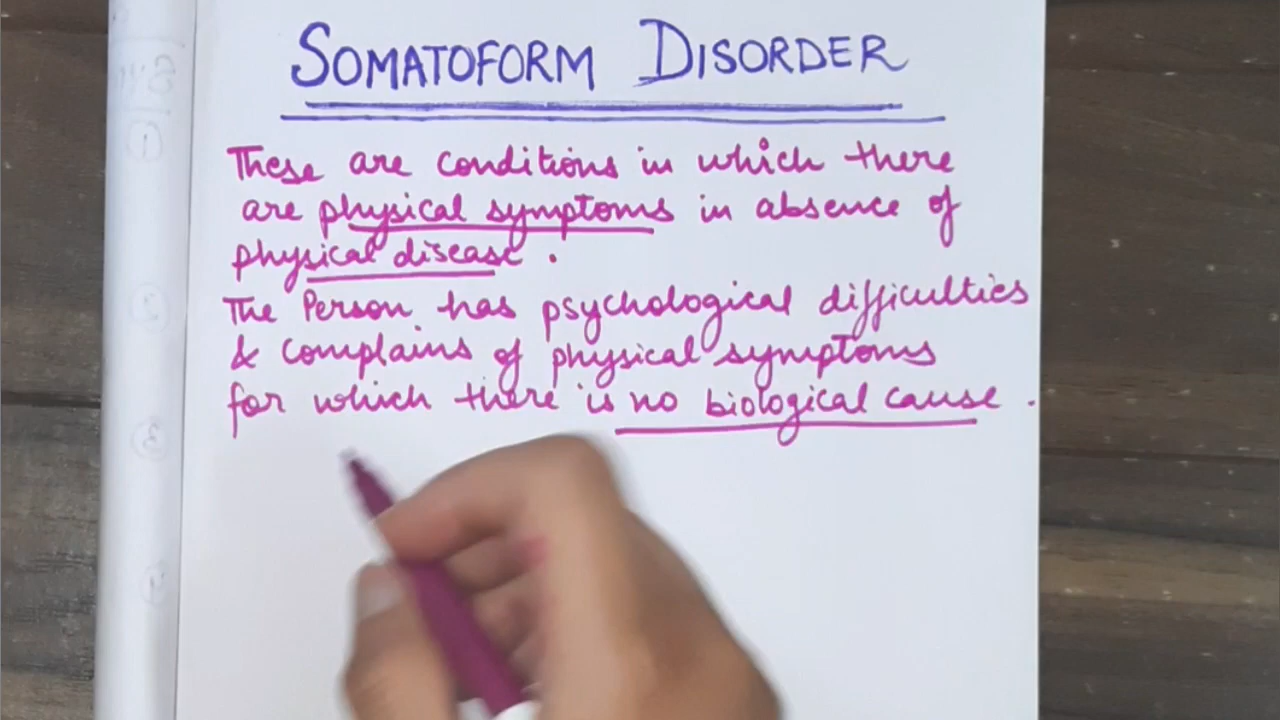 SOMATOFORM DISORDER
These are conditions in which there
are physical symptoms in absence of
physical disease.
The Person has psychological difficulties
& complains of physical symptoms
for which there is no biological cause.